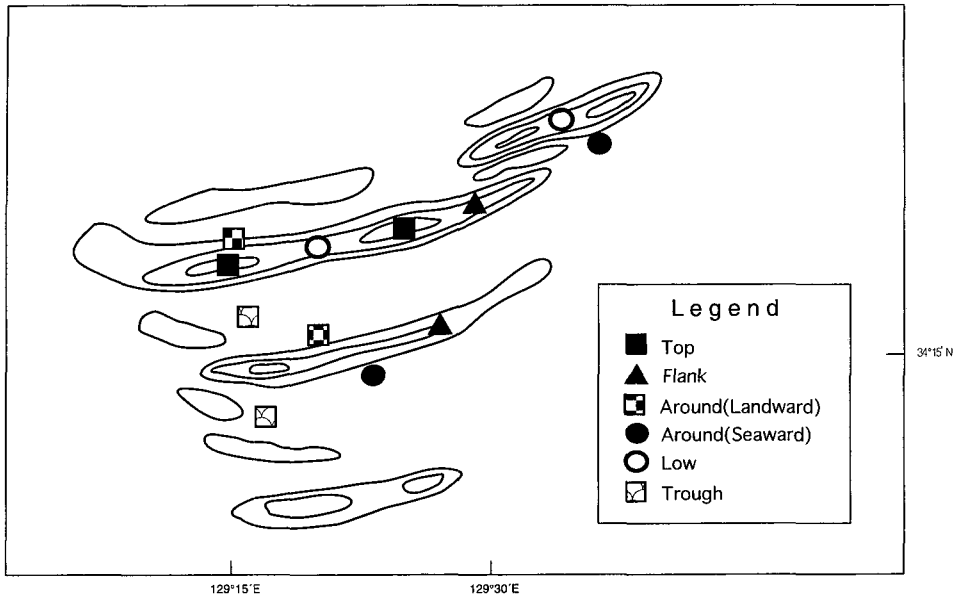 Legend
Top
Flank
Around(Landward)
Around(Seaward)
Low
Trough
34°15´N
129°15´E
129°30´E